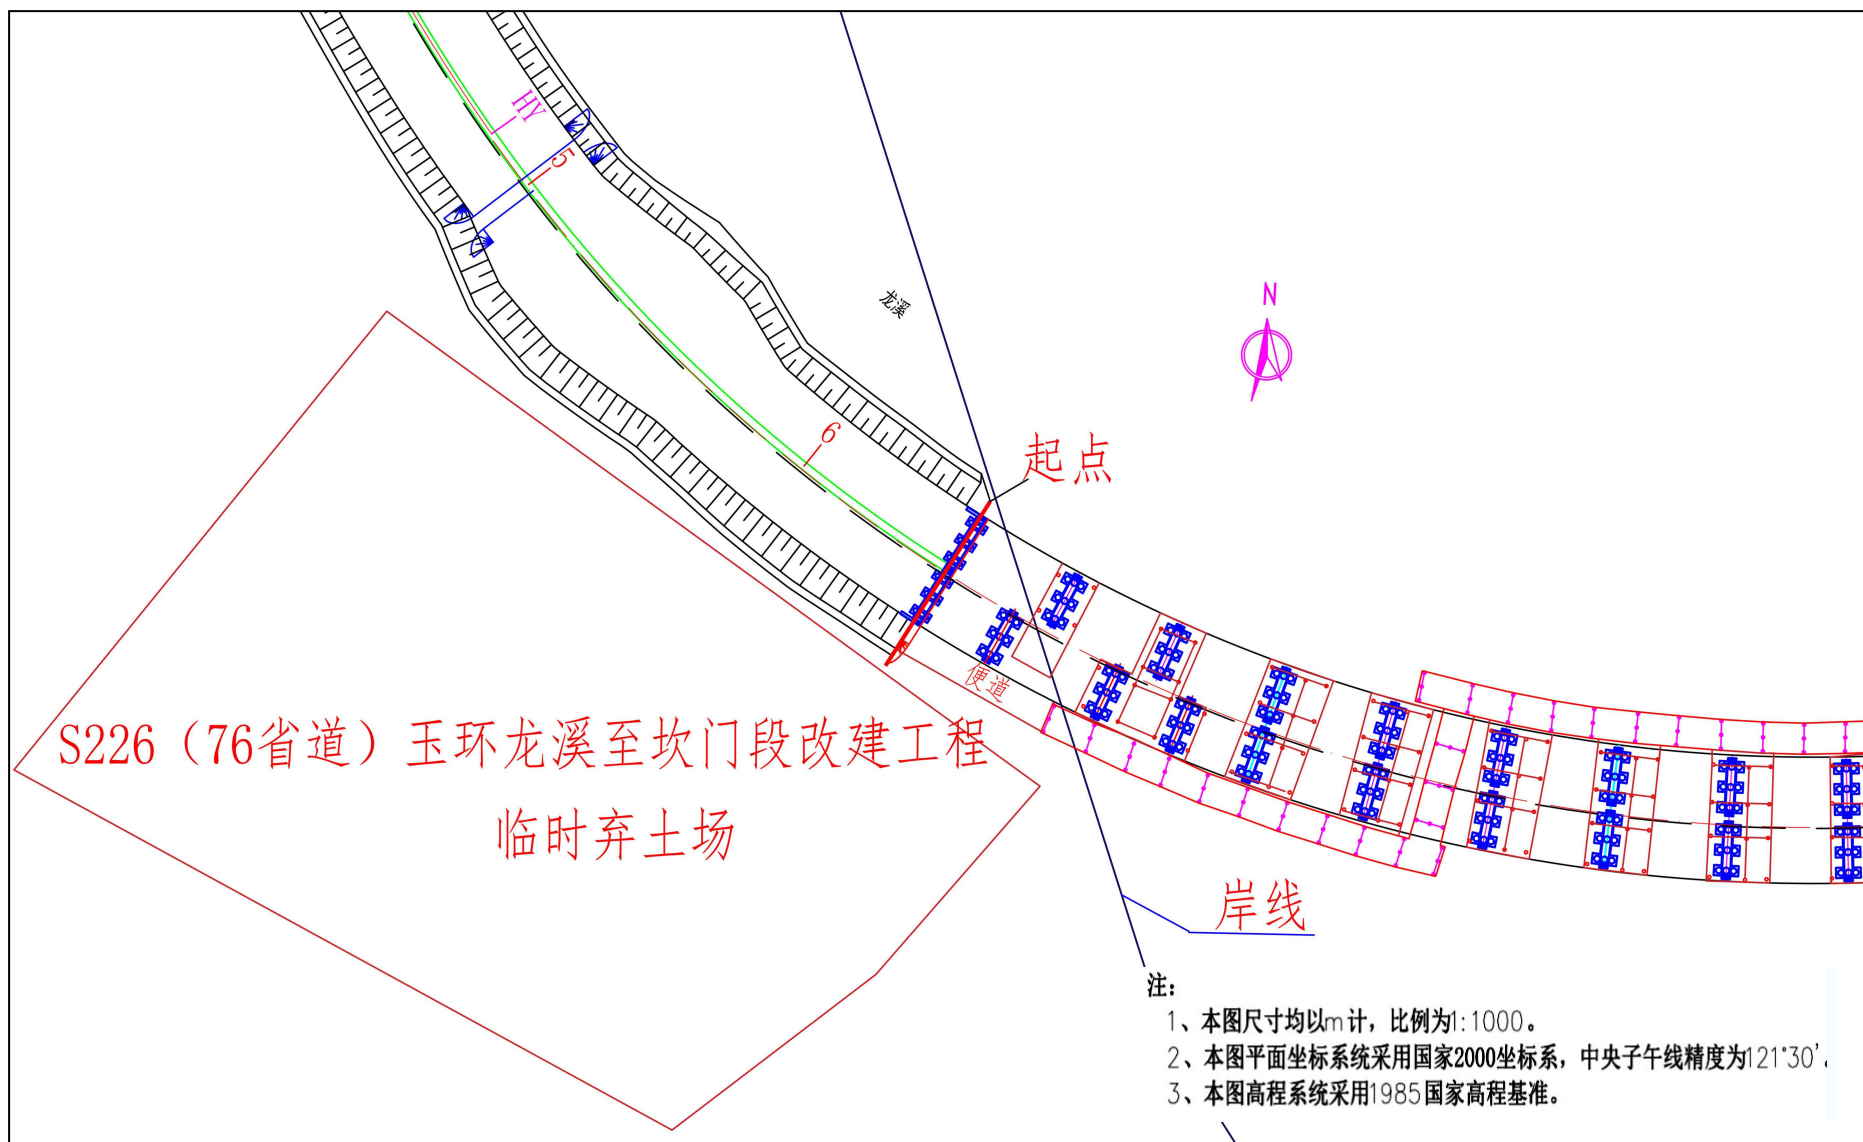 HY
5
龙溪
N
6
起点
便道
S226（76省道）玉环龙溪至坎门段改建工程
临时弃土场
岸线
注：
1、本图尺寸均以m计，比例为1:1000。
2、本图平面坐标系统采用国家2000坐标系，中央子午线精度为121°30′。
3、本图高程系统采用1985国家高程基准。